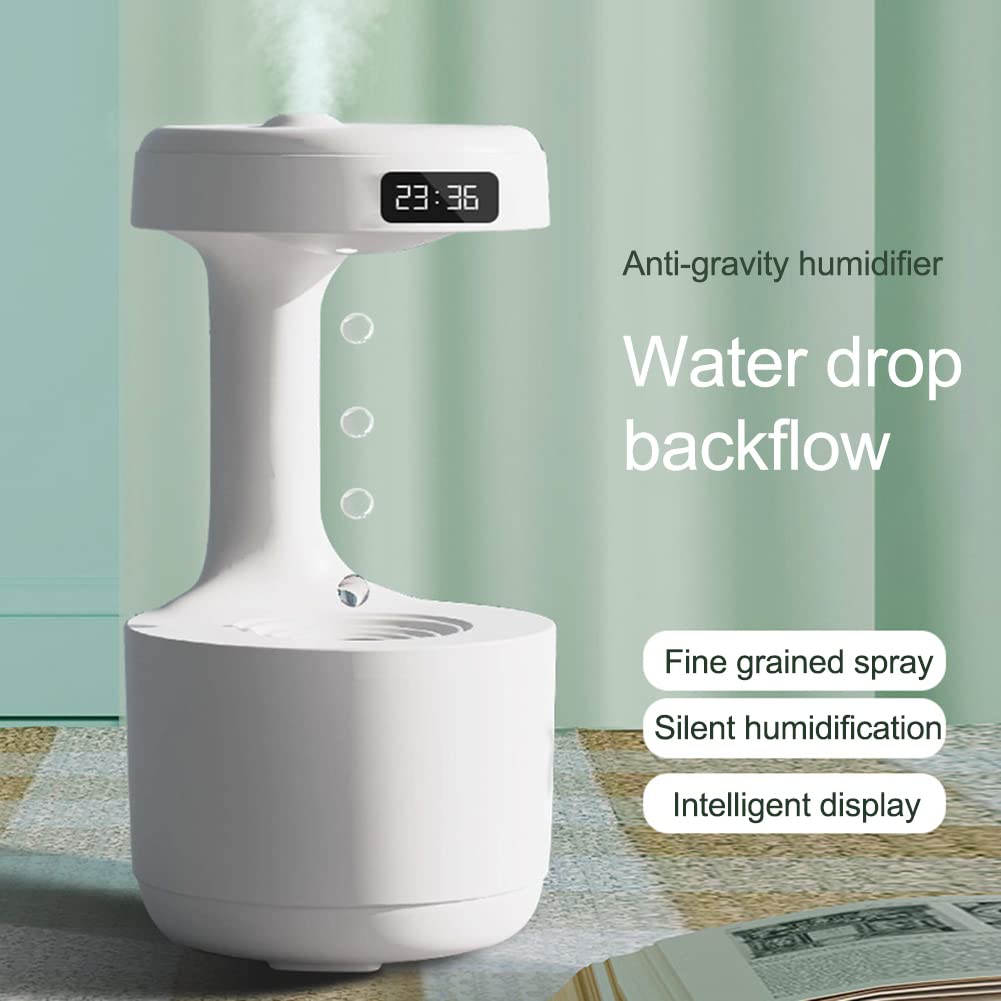 23:36
Anti-gravity humidifier
Water drop
backflow
Fine grained spray
Silent humidification
Intelligent display